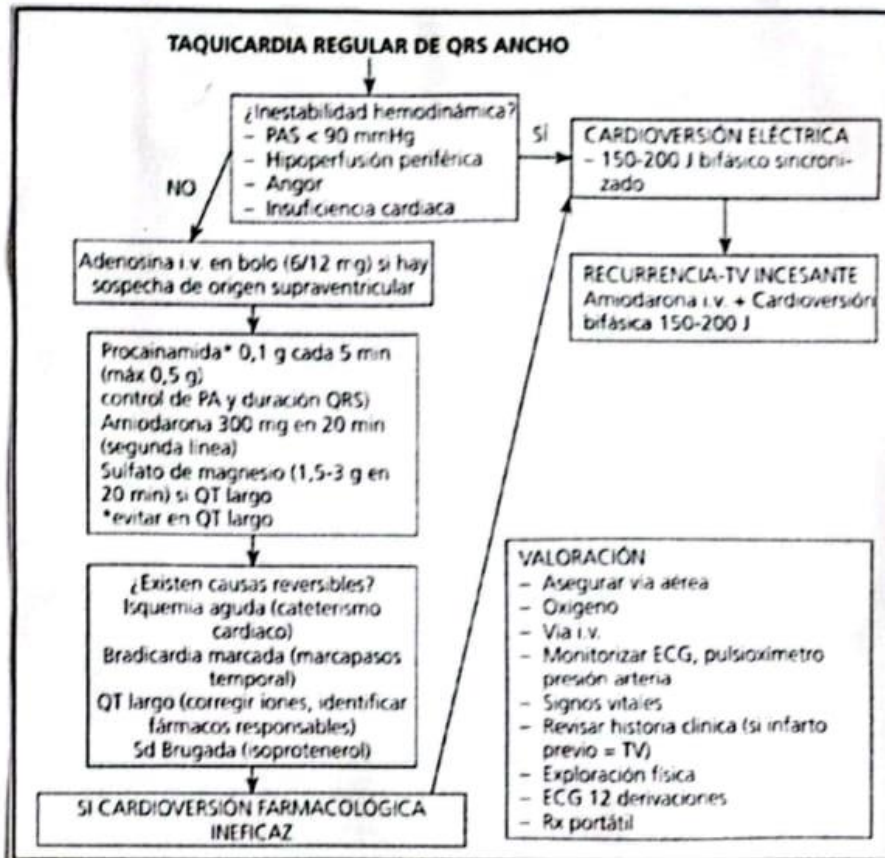 TAQUICARDIA REGULAR DE QRS ANCHO
¿Inestabilidad hemodinámica?
– PAS < 90 mmHg
– Hipoperfusión periférica
– Angor
– Insuficiencia cardiaca
SÍ
NO
CARDIOVERSIÓN ELÉCTRICA
– 150-200 J bifásico sincroni-
zado
RECURRENCIA-TV INCESANTE
Amiodarona i.v. + Cardioversión
bifásica 150-200 J
Adenosina i.v. en bolo (6/12 mg) si hay
sospecha de origen supraventricular
Procainamida* 0,1 g cada 5 min
(máx 0,5 g)
control de PA y duración QRS)
Amiodarona 300 mg en 20 min
(segunda línea)
Sulfato de magnesio (1,5-3 g en
20 min) si QT largo
*evitar en QT largo
¿Existen causas reversibles?
Isquemia aguda (cateterismo
cardiaco)
Bradicardia marcada (marcapasos
temporal)
QT largo (corregir iones, identificar
fármacos responsables)
Sd Brugada (isoprotenerol)
SI CARDIOVERSIÓN FARMACOLÓGICA
INEFICAZ
VALORACIÓN
– Asegurar vía aérea
– Oxígeno
– Vía i.v.
– Monitorizar ECG, pulsioxímetro
presión arteria
– Signos vitales
– Revisar historia clínica (si infarto
previo = TV)
– Exploración física
– ECG 12 derivaciones
– Rx portátil